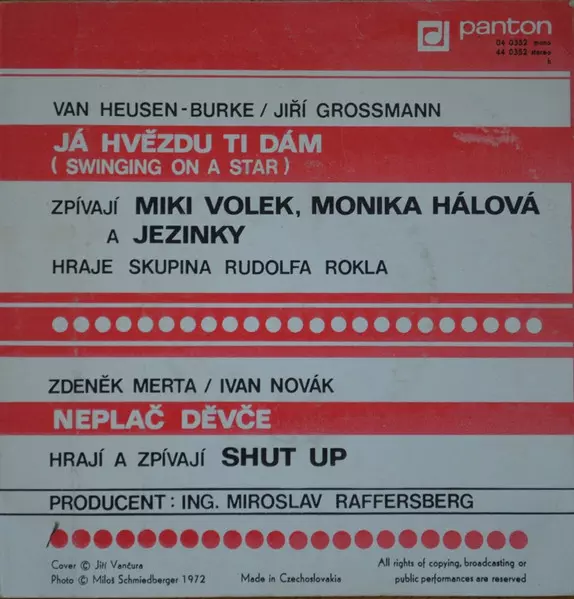 panton
04 0352 mono
44 0352 stereo
h
VAN HEUSEN-BURKE/JIŘÍ GROSSMANN
JÁ HVĚZDU TI DÁM
(SWINGING ON A STAR)
ZPÍVAJÍ MIKI VOLEK, MONIKA HÁLOVÁ
A JEZINKY
HRAJE SKUPINA RUDOLFA ROKLA
ZDENĚK MERTA/IVAN NOVÁK
NEPLAČ DĚVČE
HRAJÍ A ZPÍVAJÍ SHUT UP
PRODUCENT: ING. MIROSLAV RAFFERSBERG
Cover © Jiří Vančura
Photo © Miloš Schmiedberger 1972
Made in Czechoslovakia
All rights of copying, broadcasting or
public performances are reserved